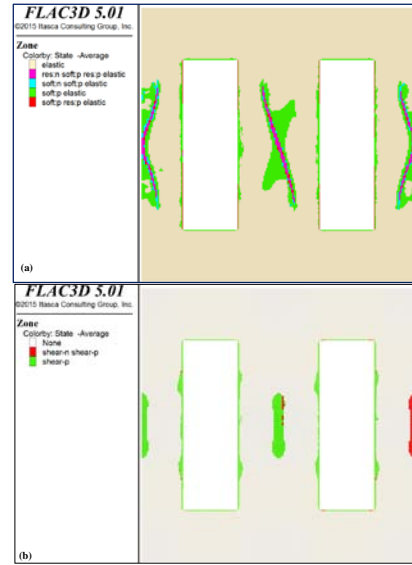 FLAC3D 5.01
©2015 Itasca Consulting Group, Inc.
Zone
Colorby: State -Average
elastic
res:n soft:p res:p elastic
soft:n soft:p elastic
soft:p elastic
soft:p res:p elastic
(a)
FLAC3D 5.01
©2015 Itasca Consulting Group, Inc.
Zone
Colorby: State -Average
None
shear-n shear-p
shear-p
(b)